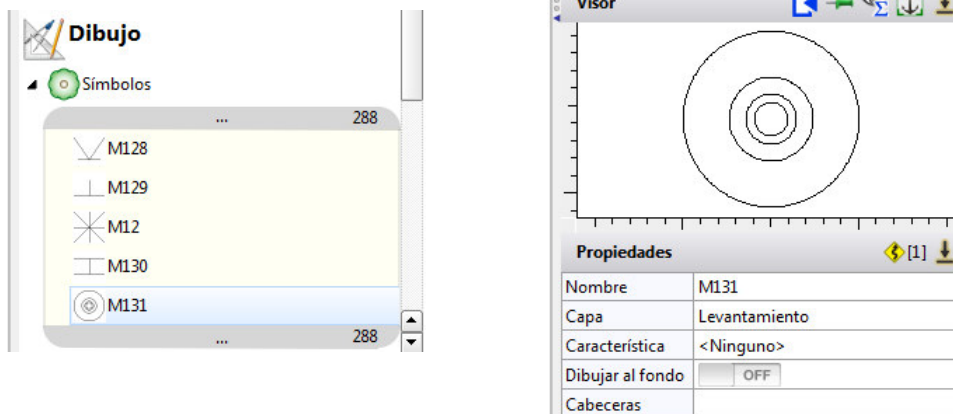 Dibujo
Símbolos
... 288
M128
M129
M12
M130
M131
... 288
Visor
Propiedades [1]
Nombre M131
Capa Levantamiento
Característica <Ninguno>
Dibujar al fondo OFF
Cabeceras